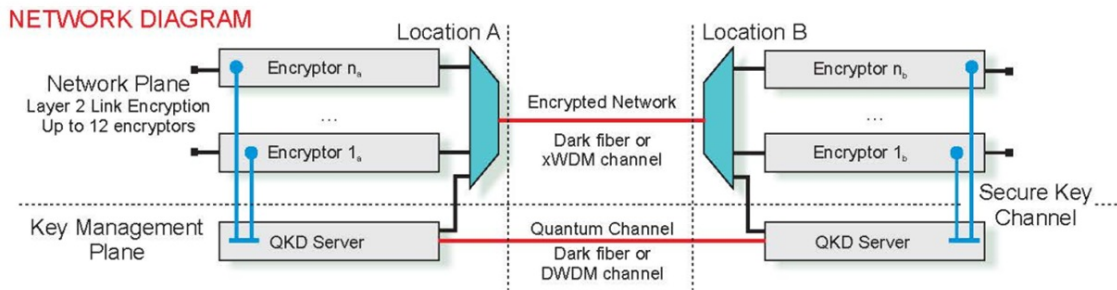 NETWORK DIAGRAM
Location A
Location B
Network Plane
Layer 2 Link Encryption
Up to 12 encryptors
Encryptor nₐ
...
Encryptor 1ₐ
Encrypted Network
Dark fiber or
xWDM channel
Encryptor n_b
...
Encryptor 1_b
Secure Key
Channel
Key Management
Plane
QKD Server
Quantum Channel
Dark fiber or
DWDM channel
QKD Server